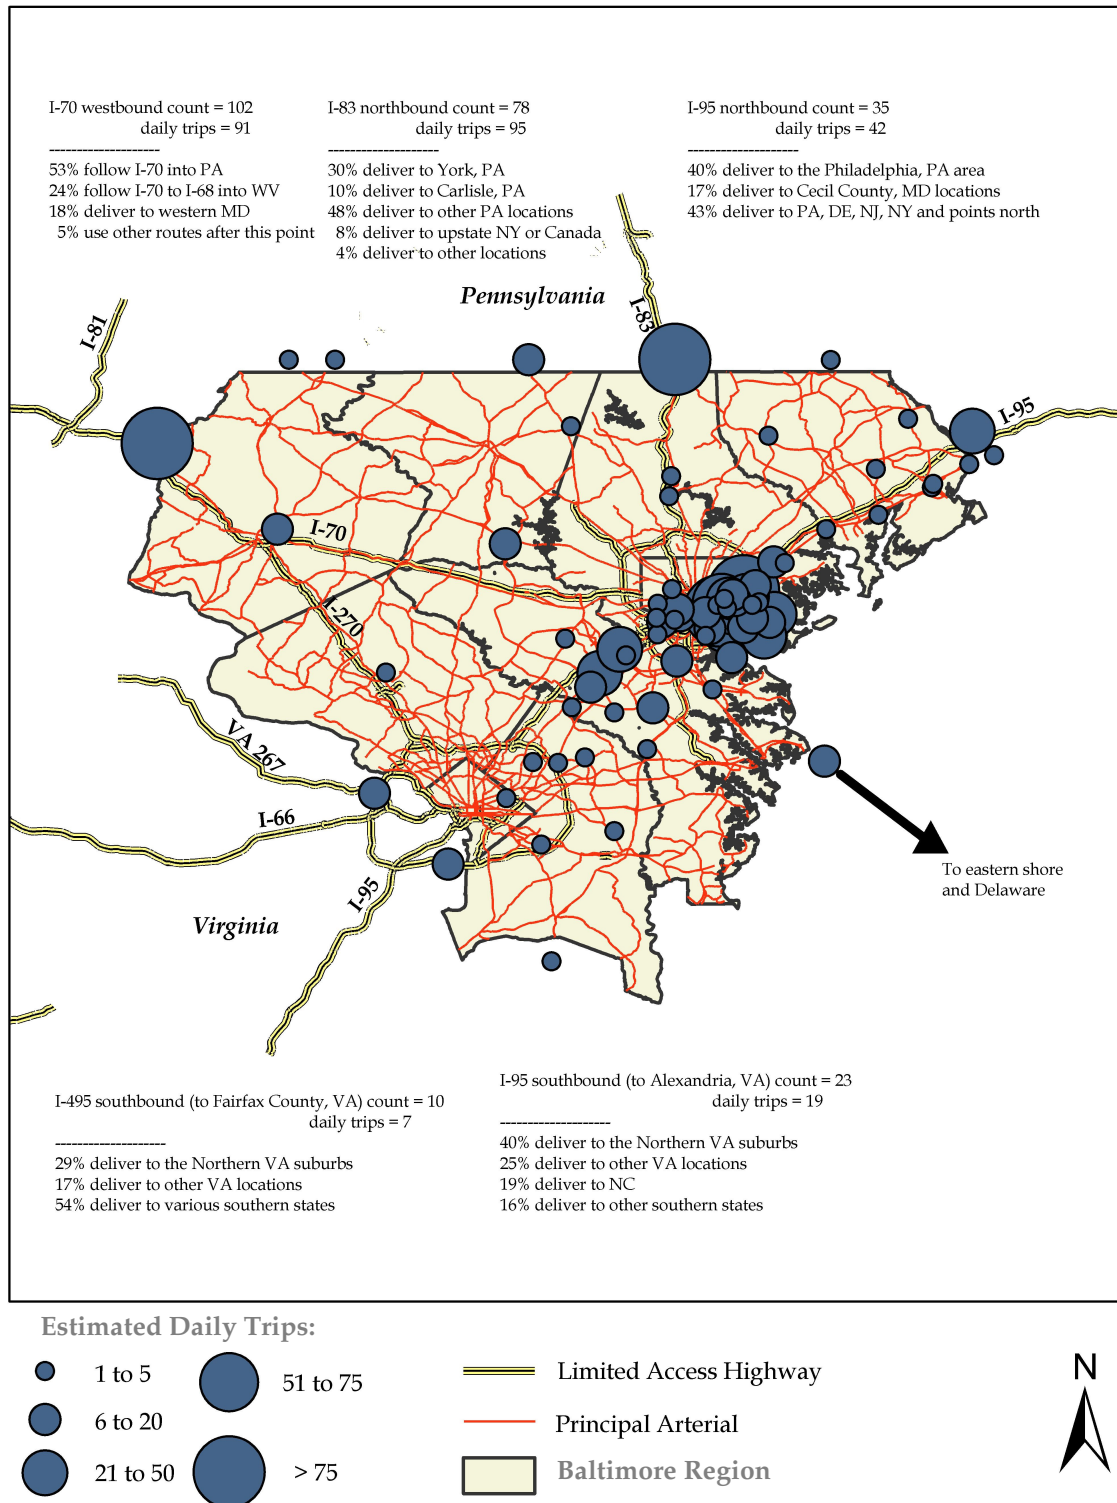 I-70 westbound count = 102
daily trips = 91
--------------------
53% follow I-70 into PA
24% follow I-70 to I-68 into WV
18% deliver to western MD
5% use other routes after this point
I-83 northbound count = 78
daily trips = 95
--------------------
30% deliver to York, PA
10% deliver to Carlisle, PA
48% deliver to other PA locations
8% deliver to upstate NY or Canada
4% deliver to other locations
I-95 northbound count = 35
daily trips = 42
--------------------
40% deliver to the Philadelphia, PA area
17% deliver to Cecil County, MD locations
43% deliver to PA, DE, NJ, NY and points north
Pennsylvania
I-81
I-83
I-95
I-70
I-270
VA 267
I-66
I-95
Virginia
To eastern shore
and Delaware
I-495 southbound (to Fairfax County, VA) count = 10
daily trips = 7
--------------------
29% deliver to the Northern VA suburbs
17% deliver to other VA locations
54% deliver to various southern states
I-95 southbound (to Alexandria, VA) count = 23
daily trips = 19
--------------------
40% deliver to the Northern VA suburbs
25% deliver to other VA locations
19% deliver to NC
16% deliver to other southern states
Estimated Daily Trips:
1 to 5
6 to 20
21 to 50
51 to 75
> 75
Limited Access Highway
Principal Arterial
Baltimore Region
N